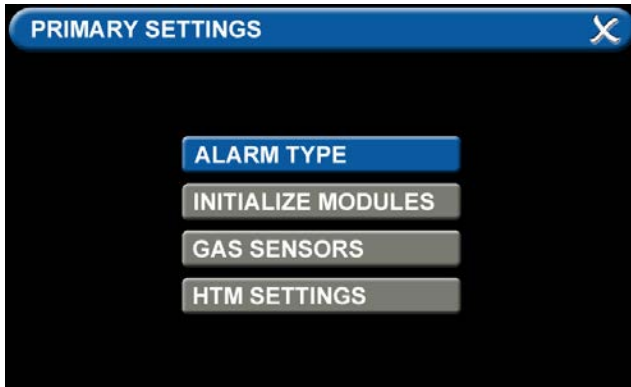 PRIMARY SETTINGS
ALARM TYPE
INITIALIZE MODULES
GAS SENSORS
HTM SETTINGS